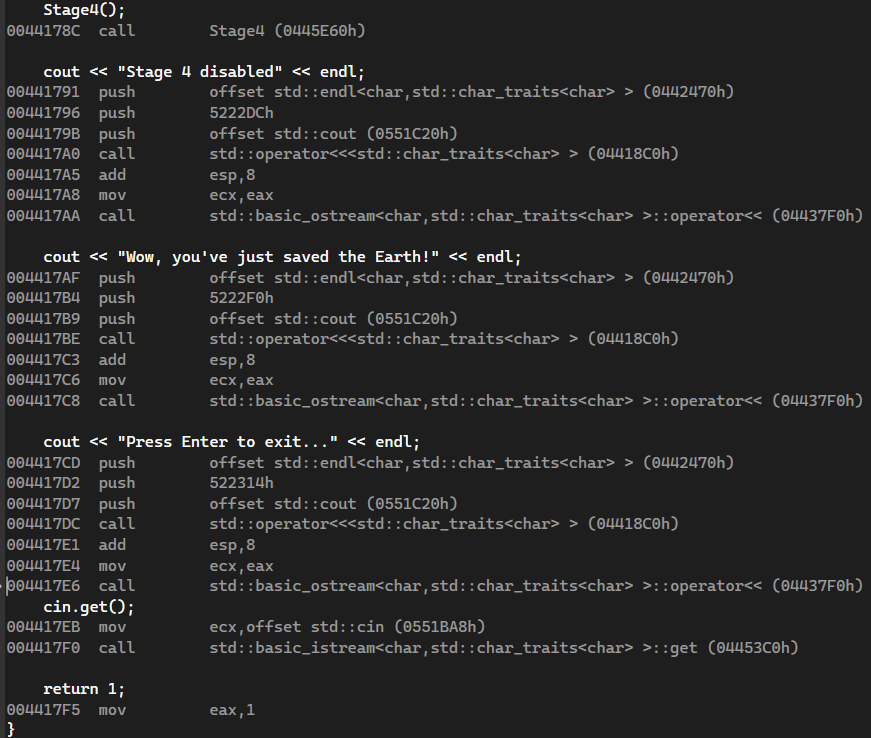 Stage4();
0044178C call Stage4 (0445E60h)
cout << "Stage 4 disabled" << endl;
00441791 push offset std::endl<char,std::char_traits<char> > (0442470h)
00441796 push 5222DCh
0044179B push offset std::cout (0551C20h)
004417A0 call std::operator<<<std::char_traits<char> > (04418C0h)
004417A5 add esp,8
004417A8 mov ecx,eax
004417AA call std::basic_ostream<char,std::char_traits<char> >::operator<< (04437F0h)
cout << "Wow, you've just saved the Earth!" << endl;
004417AF push offset std::endl<char,std::char_traits<char> > (0442470h)
004417B4 push 5222F0h
004417B9 push offset std::cout (0551C20h)
004417BE call std::operator<<<std::char_traits<char> > (04418C0h)
004417C3 add esp,8
004417C6 mov ecx,eax
004417C8 call std::basic_ostream<char,std::char_traits<char> >::operator<< (04437F0h)
cout << "Press Enter to exit..." << endl;
004417CD push offset std::endl<char,std::char_traits<char> > (0442470h)
004417D2 push 522314h
004417D7 push offset std::cout (0551C20h)
004417DC call std::operator<<<std::char_traits<char> > (04418C0h)
004417E1 add esp,8
004417E4 mov ecx,eax
004417E6 call std::basic_ostream<char,std::char_traits<char> >::operator<< (04437F0h)
cin.get();
004417EB mov ecx,offset std::cin (0551BA8h)
004417F0 call std::basic_istream<char,std::char_traits<char> >::get (04453C0h)
return 1;
004417F5 mov eax,1
}